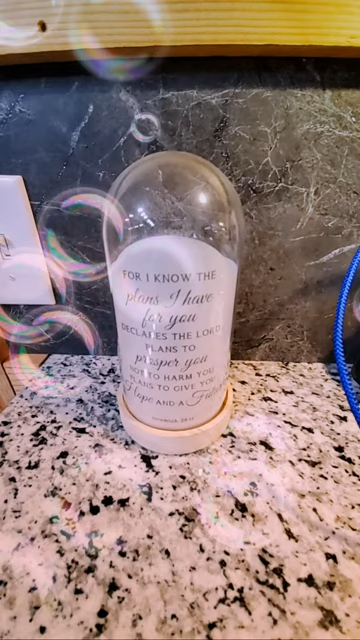 FOR I KNOW THE
plans I have
for you
DECLARES THE LORD
PLANS TO
prosper you
NOT TO HARM YOU
PLANS TO GIVE YOU
Hope AND A Future